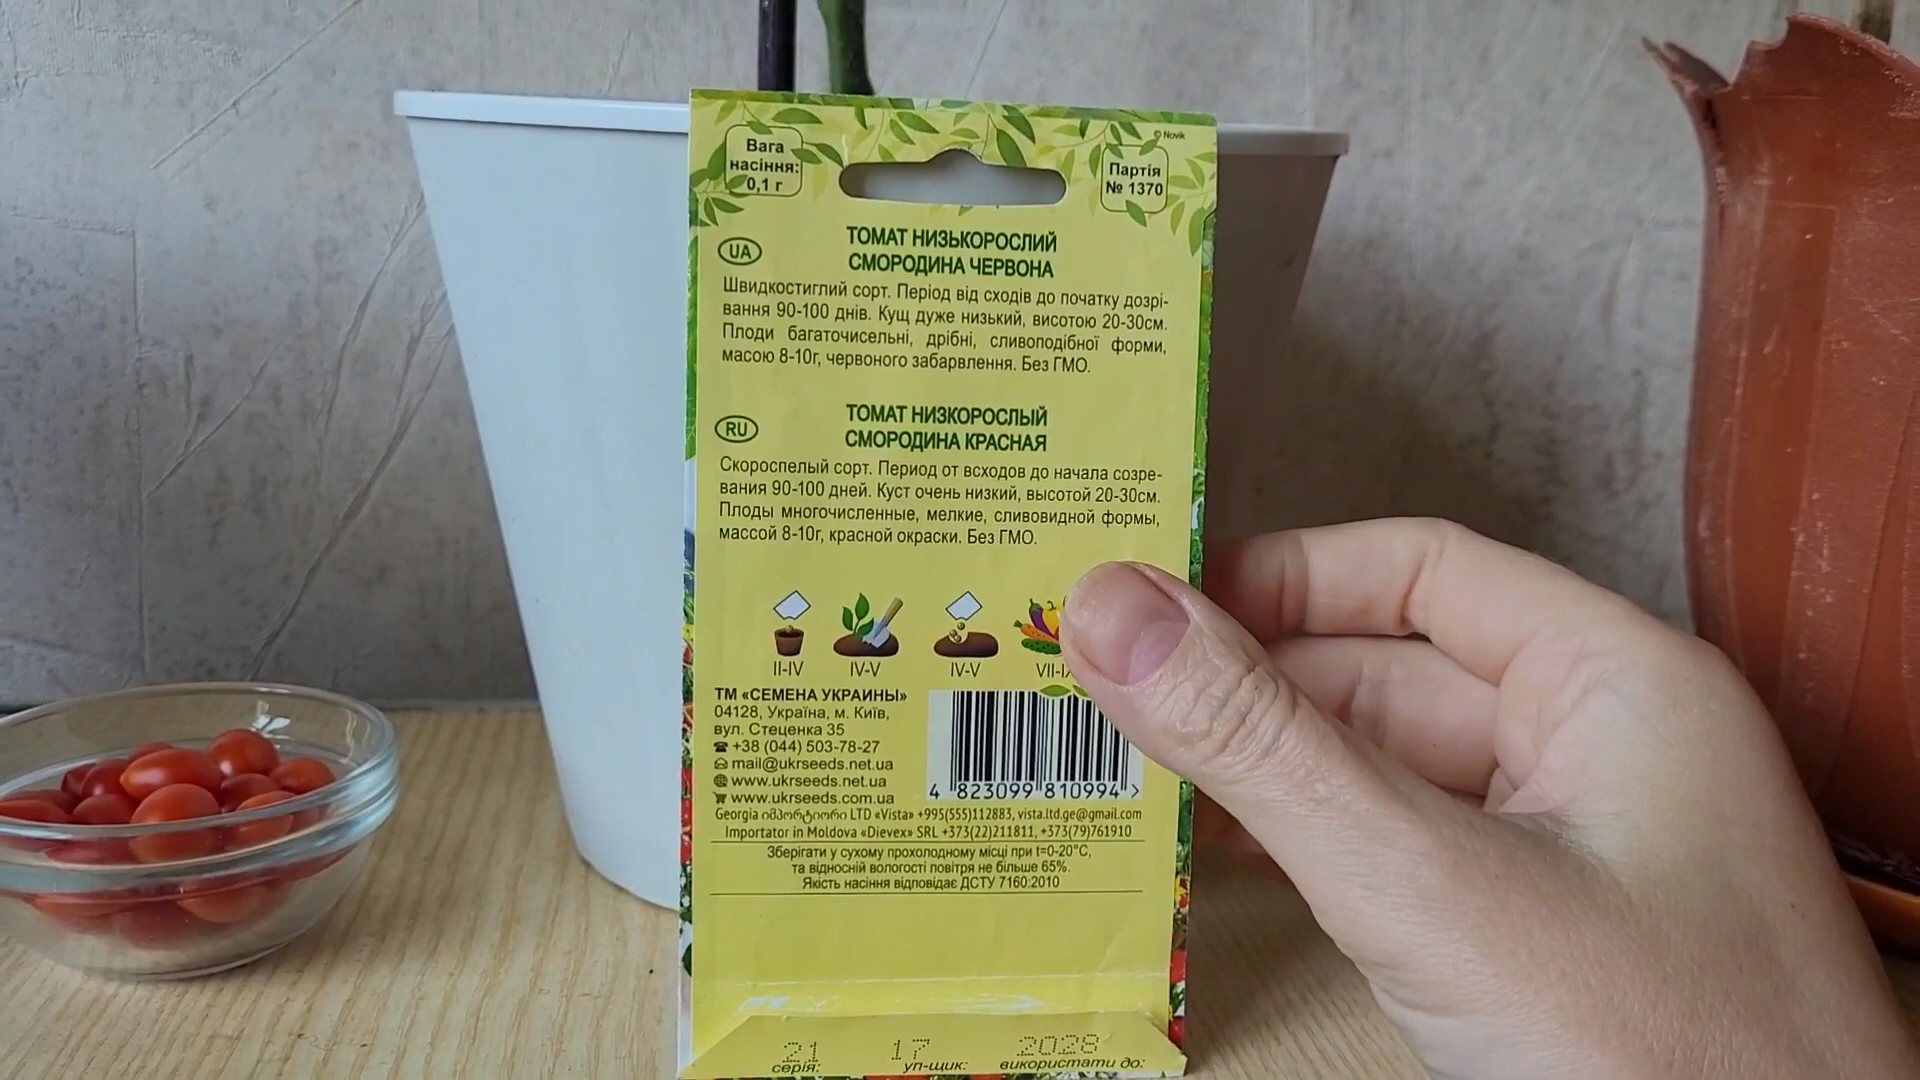 © Novik
Вага
насіння:
0,1 г
Партія
№ 1370
UA
ТОМАТ НИЗЬКОРОСЛИЙ
СМОРОДИНА ЧЕРВОНА
Швидкостиглий сорт. Період від сходів до початку дозрі-
вання 90-100 днів. Кущ дуже низький, висотою 20-30см.
Плоди багаточисельні, дрібні, сливоподібної форми,
масою 8-10г, червоного забарвлення. Без ГМО.
RU
ТОМАТ НИЗКОРОСЛЫЙ
СМОРОДИНА КРАСНАЯ
Скороспелый сорт. Период от всходов до начала созре-
вания 90-100 дней. Куст очень низкий, высотой 20-30см.
Плоды многочисленные, мелкие, сливовидной формы,
массой 8-10г, красной окраски. Без ГМО.
II-IV IV-V IV-V
ТМ «СЕМЕНА УКРАИНЫ»
04128, Україна, м. Київ,
вул. Стеценка 35
+38 (044) 503-78-27
mail@ukrseeds.net.ua
www.ukrseeds.net.ua
www.ukrseeds.com.ua
4 823099 810994 >
Georgia იმპორტიორი LTD «Vista» +995(555)112883, vista.ltd.ge@gmail.com
Importator in Moldova «Dievex» SRL +373(22)211811, +373(79)761910
Зберігати у сухому прохолодному місці при t=0-20°C,
та відносній вологості повітря не більше 65%.
Якість насіння відповідає ДСТУ 7160:2010
21 17 2028
серія: уп-щик: використати до: